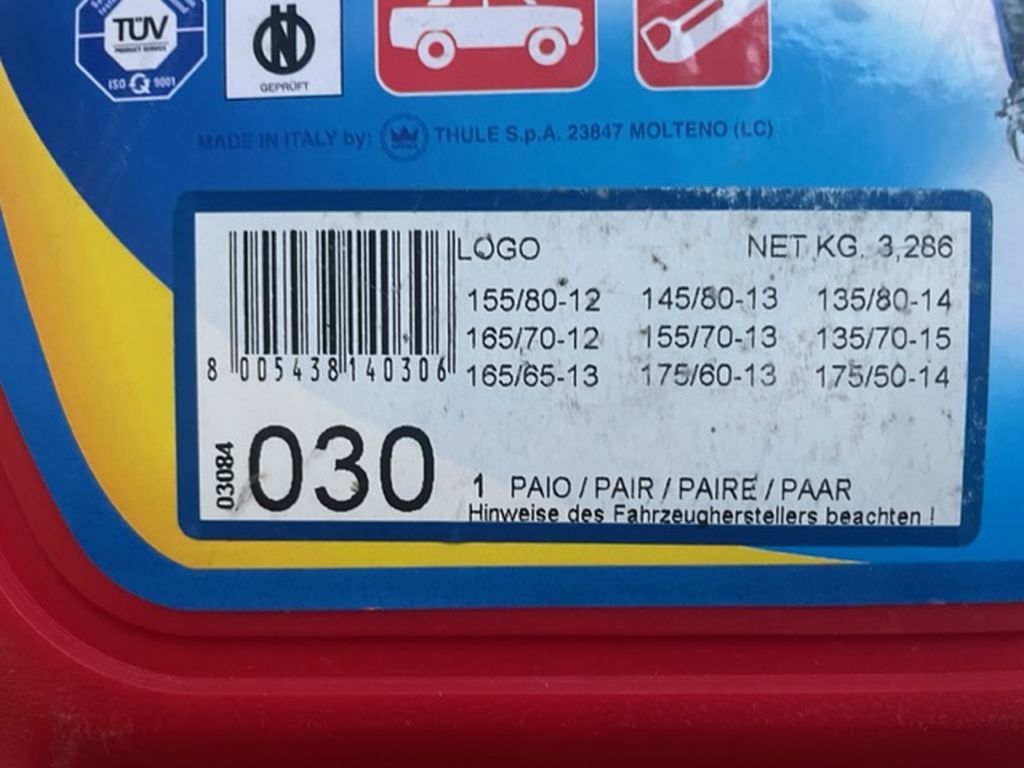 TÜV
PRODUCT SERVICE
ISO 9001
GEPRÜFT
MADE IN ITALY by: THULE S.p.A. 23847 MOLTENO (LC)
LOGO NET KG. 3,286
155/80-12 145/80-13 135/80-14
165/70-12 155/70-13 135/70-15
165/65-13 175/60-13 175/50-14
8 005438 140306
03084
030
1 PAIO / PAIR / PAIRE / PAAR
Hinweise des Fahrzeugherstellers beachten !